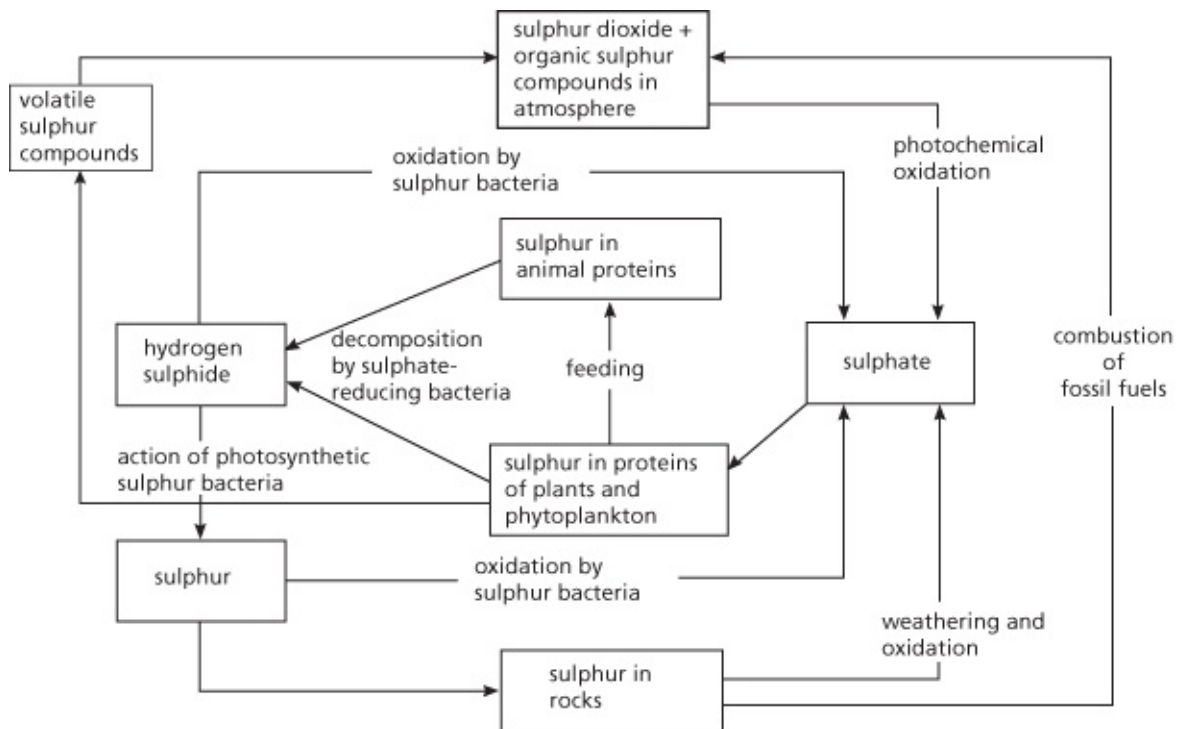 sulphur dioxide +
organic sulphur
compounds in
atmosphere
volatile
sulphur
compounds
photochemical
oxidation
oxidation by
sulphur bacteria
sulphur in
animal proteins
hydrogen
sulphide
decomposition
by sulphate-
reducing bacteria
feeding
sulphate
combustion
of
fossil fuels
action of photosynthetic
sulphur bacteria
sulphur in proteins
of plants and
phytoplankton
sulphur
oxidation by
sulphur bacteria
weathering and
oxidation
sulphur in
rocks